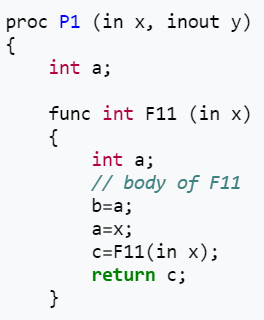 proc P1 (in x, inout y)
{
    int a;

    func int F11 (in x)
    {
        int a;
        // body of F11
        b=a;
        a=x;
        c=F11(in x);
        return c;
    }